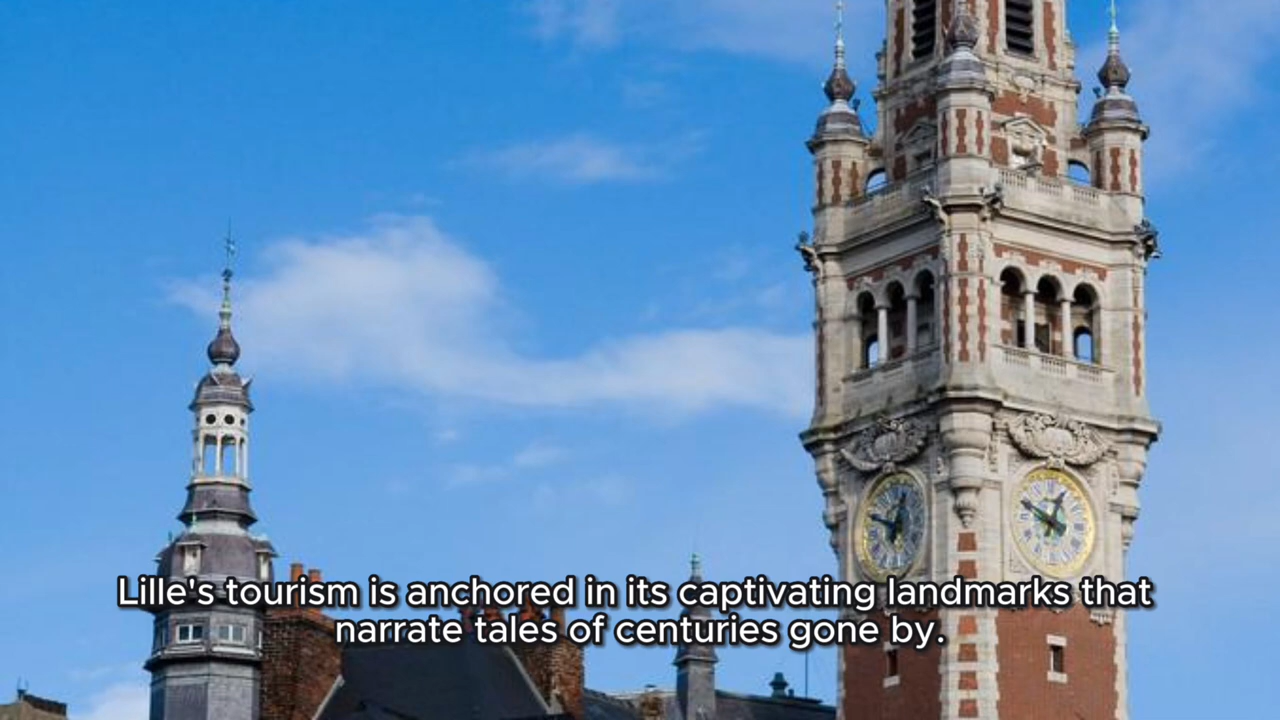 Lille's tourism is anchored in its captivating landmarks that
narrate tales of centuries gone by.